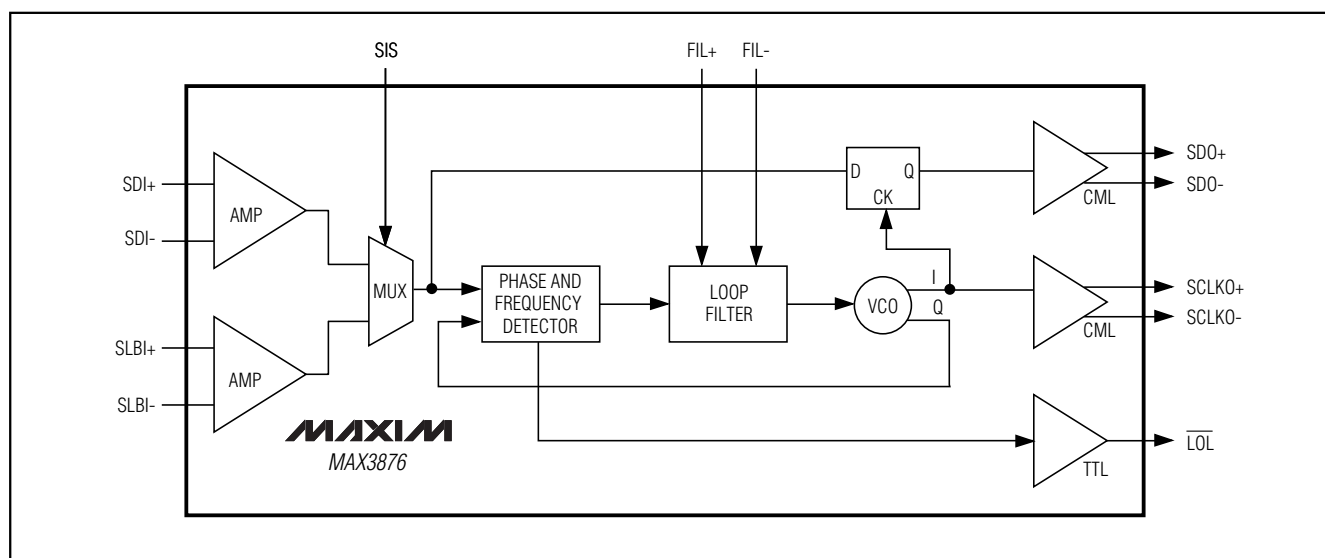 SIS
FIL+ FIL-
SDI+
SDI-
AMP
SLBI+
SLBI-
AMP
MUX
PHASE AND
FREQUENCY
DETECTOR
LOOP
FILTER
VCO
I
Q
D Q
CK
CML
SDO+
SDO-
CML
SCLKO+
SCLKO-
TTL
LOL
MAXIM
MAX3876